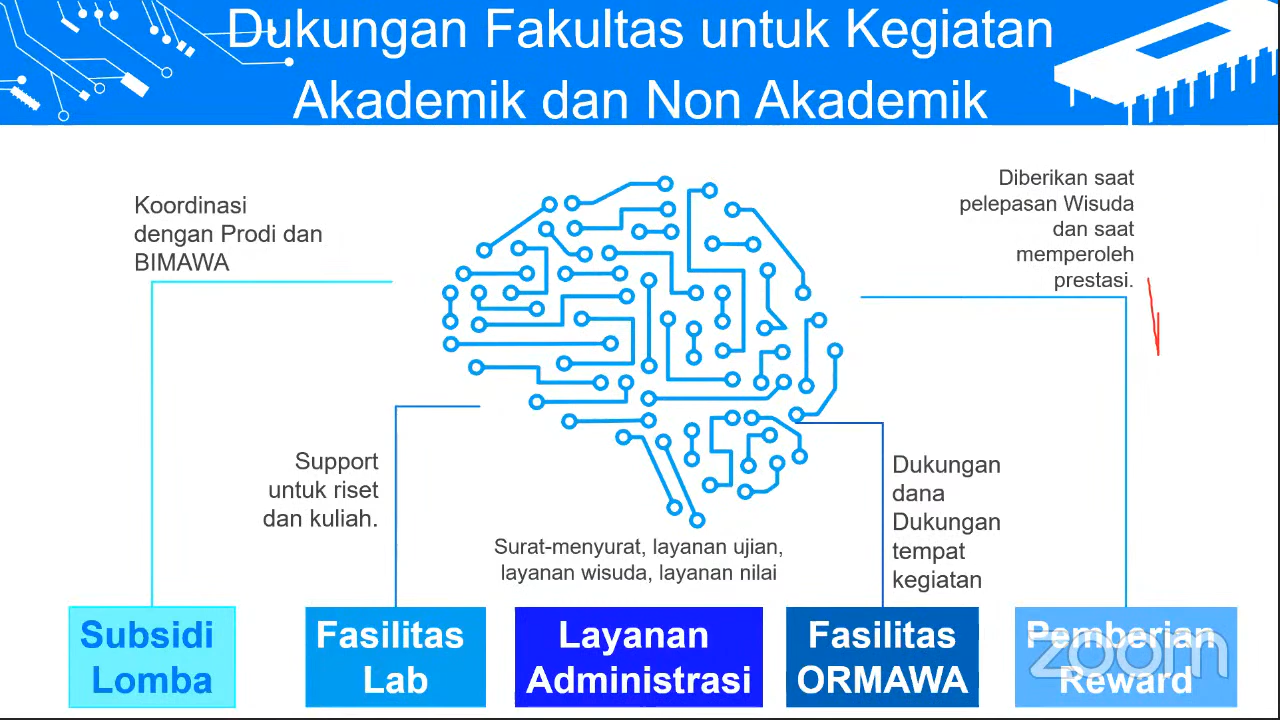 Dukungan Fakultas untuk Kegiatan
Akademik dan Non Akademik
Koordinasi
dengan Prodi dan
BIMAWA
Diberikan saat
pelepasan Wisuda
dan saat
memperoleh
prestasi.
Support
untuk riset
dan kuliah.
Surat-menyurat, layanan ujian,
layanan wisuda, layanan nilai
Dukungan
dana
Dukungan
tempat
kegiatan
Subsidi
Lomba
Fasilitas
Lab
Layanan
Administrasi
Fasilitas
ORMAWA
Pemberian
Reward
zoom